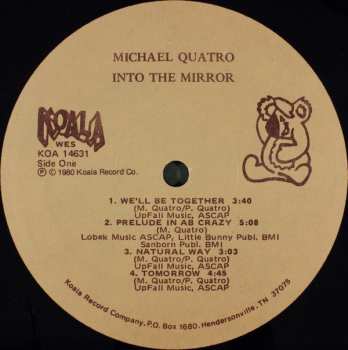 MICHAEL QUATRO
INTO THE MIRROR
KOALA
WES
KOA 14631
Side One
Ⓟ © 1980 Koala Record Co.
1. WE'LL BE TOGETHER 3:40
(M. Quatro/P. Quatro)
UpFall Music, ASCAP
2. PRELUDE IN AB CRAZY 5:08
(M. Quatro)
Lobek Music ASCAP, Little Bunny Publ. BMI
Sanborn Publ. BMI
3. NATURAL WAY 3:03
(M. Quatro/P. Quatro)
UpFall Music, ASCAP
4. TOMORROW 4:45
(M. Quatro/P. Quatro)
UpFall Music, ASCAP
Koala Record Company, P.O. Box 1680, Hendersonville, TN 37075